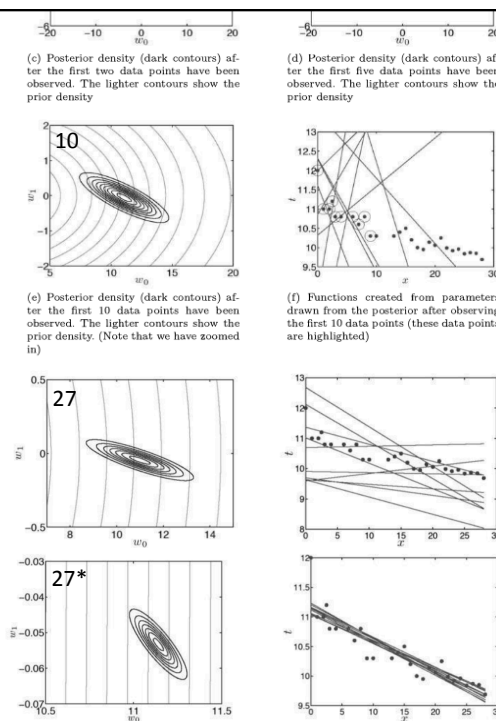 −6
−20 −10 0 10 20
w0
−6
−20 −10 0 10 20
w0
(c) Posterior density (dark contours) af-
ter the first two data points have been
observed. The lighter contours show the
prior density
(d) Posterior density (dark contours) af-
ter the first five data points have been
observed. The lighter contours show the
prior density
10
2
1
0
−1
−2
w1
5 10 15 20
w0
13
12.5
12
11.5
11
10.5
10
9.5
t
0 10 20 30
x
(e) Posterior density (dark contours) af-
ter the first 10 data points have been
observed. The lighter contours show the
prior density. (Note that we have zoomed
in)
(f) Functions created from parameters
drawn from the posterior after observing
the first 10 data points (these data points
are highlighted)
27
0.5
0
−0.5
w1
8 10 12 14
w0
13
12
11
10
9
8
t
0 5 10 15 20 25 30
x
27*
−0.03
−0.04
−0.05
−0.06
−0.07
w1
10.5 11 11.5
w0
12
11.5
11
10.5
10
9.5
t
0 10 20
x